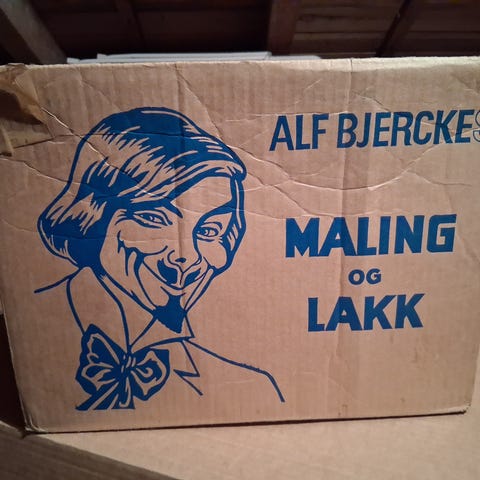 ALF BJERCKES
MALING
OG
LAKK